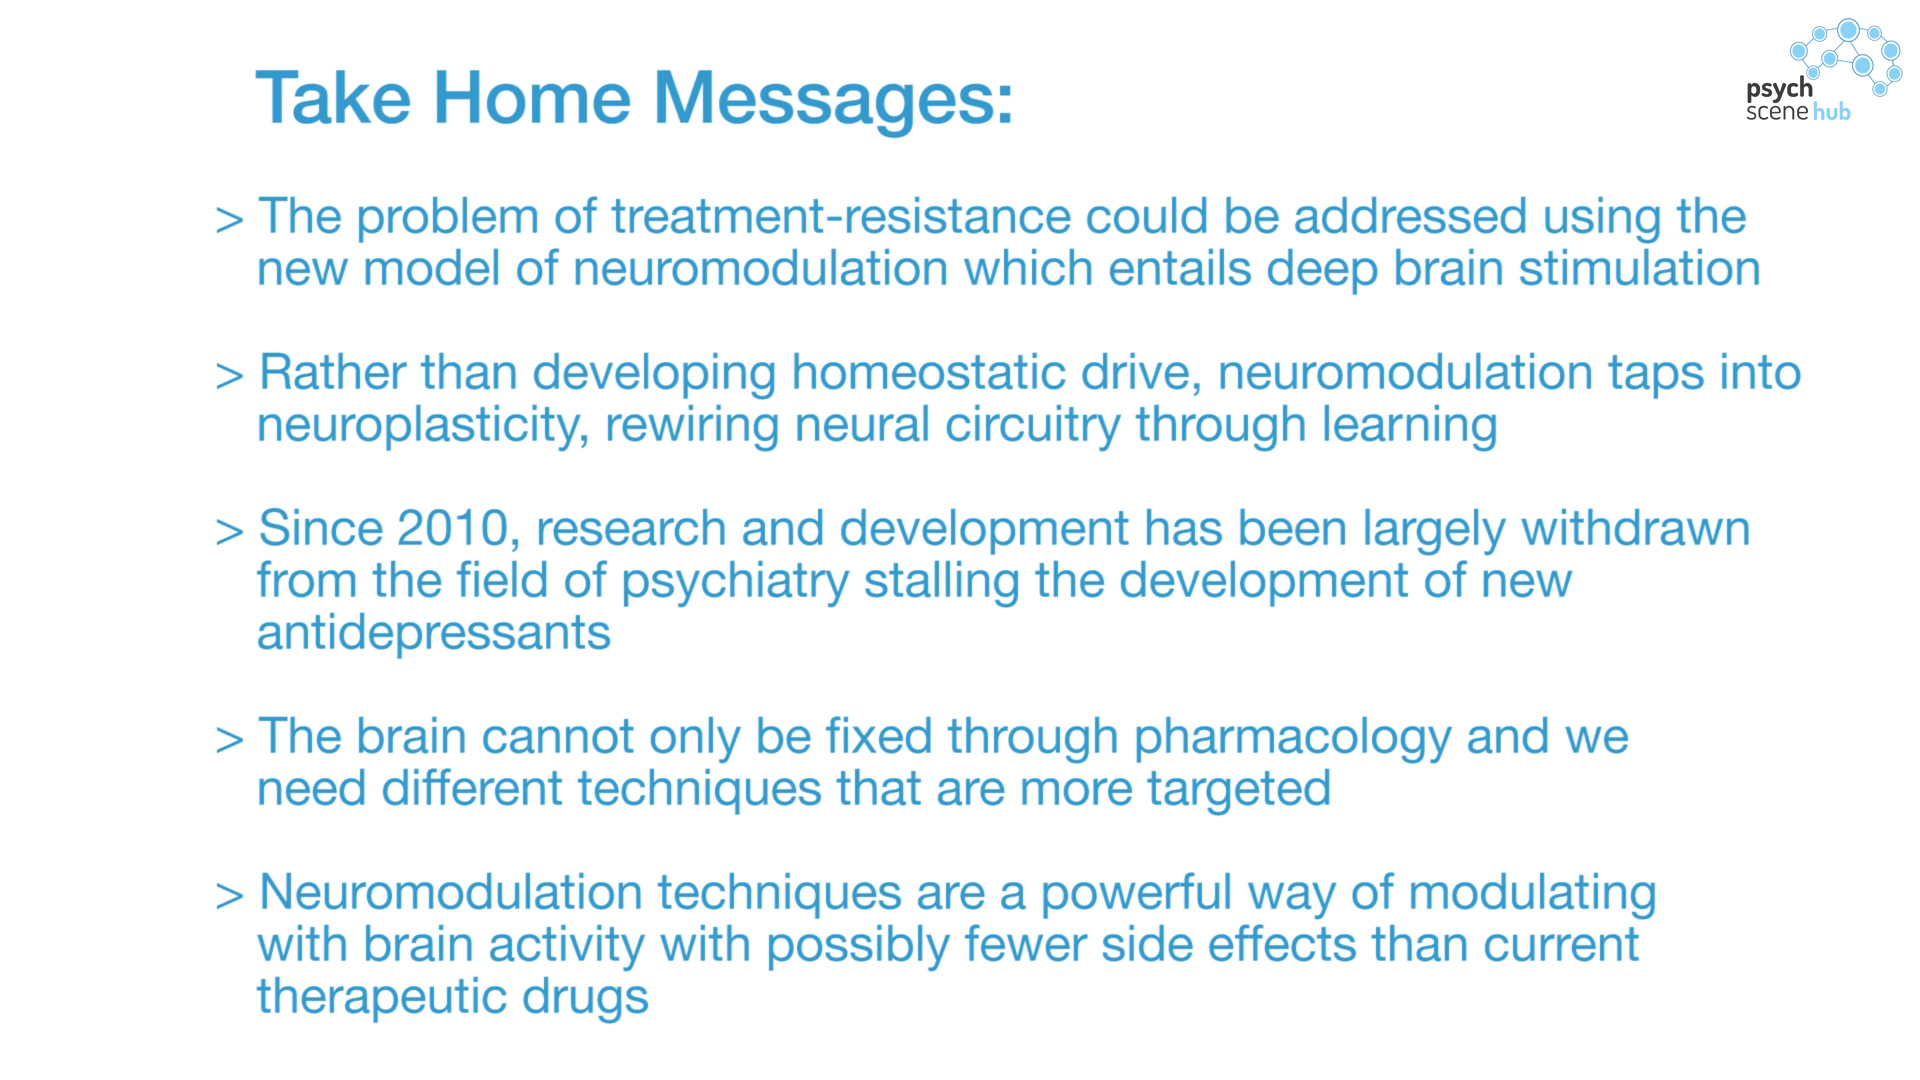 Take Home Messages:
psych
scene hub
> The problem of treatment-resistance could be addressed using the
new model of neuromodulation which entails deep brain stimulation
> Rather than developing homeostatic drive, neuromodulation taps into
neuroplasticity, rewiring neural circuitry through learning
> Since 2010, research and development has been largely withdrawn
from the field of psychiatry stalling the development of new
antidepressants
> The brain cannot only be fixed through pharmacology and we
need different techniques that are more targeted
> Neuromodulation techniques are a powerful way of modulating
with brain activity with possibly fewer side effects than current
therapeutic drugs